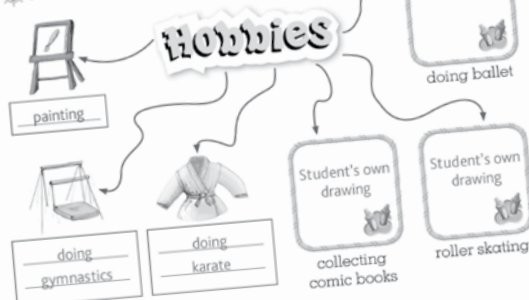 Hobbies
doing ballet
painting
Student's own
drawing
Student's own
drawing
doing
gymnastics
doing
karate
collecting
comic books
roller skating